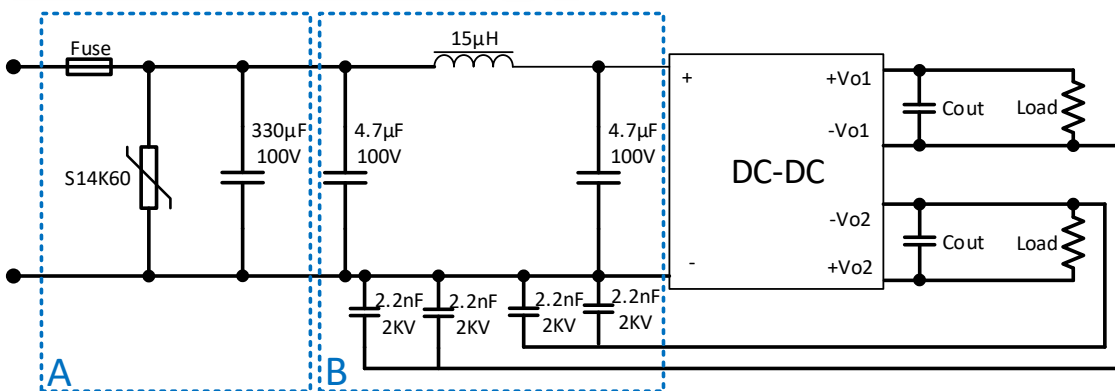 Fuse
15µH
+
+Vo1
-Vo1
Cout
Load
330µF
100V
4.7µF
100V
4.7µF
100V
S14K60
DC-DC
-Vo2
+Vo2
Cout
Load
-
2.2nF
2KV
2.2nF
2KV
2.2nF
2KV
2.2nF
2KV
A
B